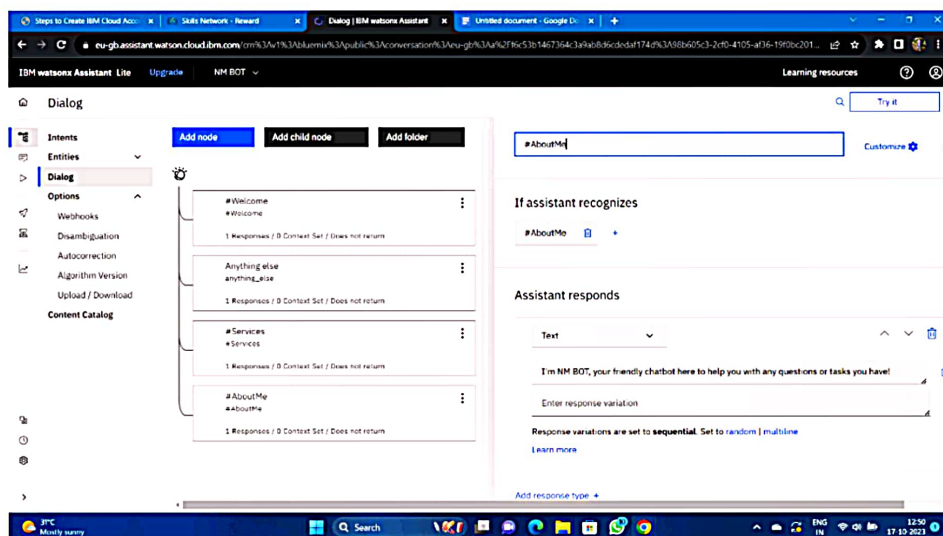 Steps to Create IBM Cloud Acco
Skills Network - Reward
Dialog | IBM watsonx Assistant
Untitled document - Google Do
IBM watsonx Assistant Lite
Upgrade
NM BOT
Learning resources
Dialog
Try it
Intents
Entities
Dialog
Options
Webhooks
Disambiguation
Autocorrection
Algorithm Version
Upload / Download
Content Catalog
Add node
Add child node
Add folder
#Welcome
#Welcome
1 Responses / 0 Context Set / Does not return
Anything else
anything_else
1 Responses / 0 Context Set / Does not return
#Services
#Services
1 Responses / 0 Context Set / Does not return
#AboutMe
#AboutMe
1 Responses / 0 Context Set / Does not return
#AboutMe
Customize
If assistant recognizes
#AboutMe
Assistant responds
Text
I'm NM BOT, your friendly chatbot here to help you with any questions or tasks you have!
Enter response variation
Response variations are set to sequential. Set to random | multiline
Learn more
Add response type +
31°C
Mostly sunny
Search
ENG
IN
12:50
17-10-2023